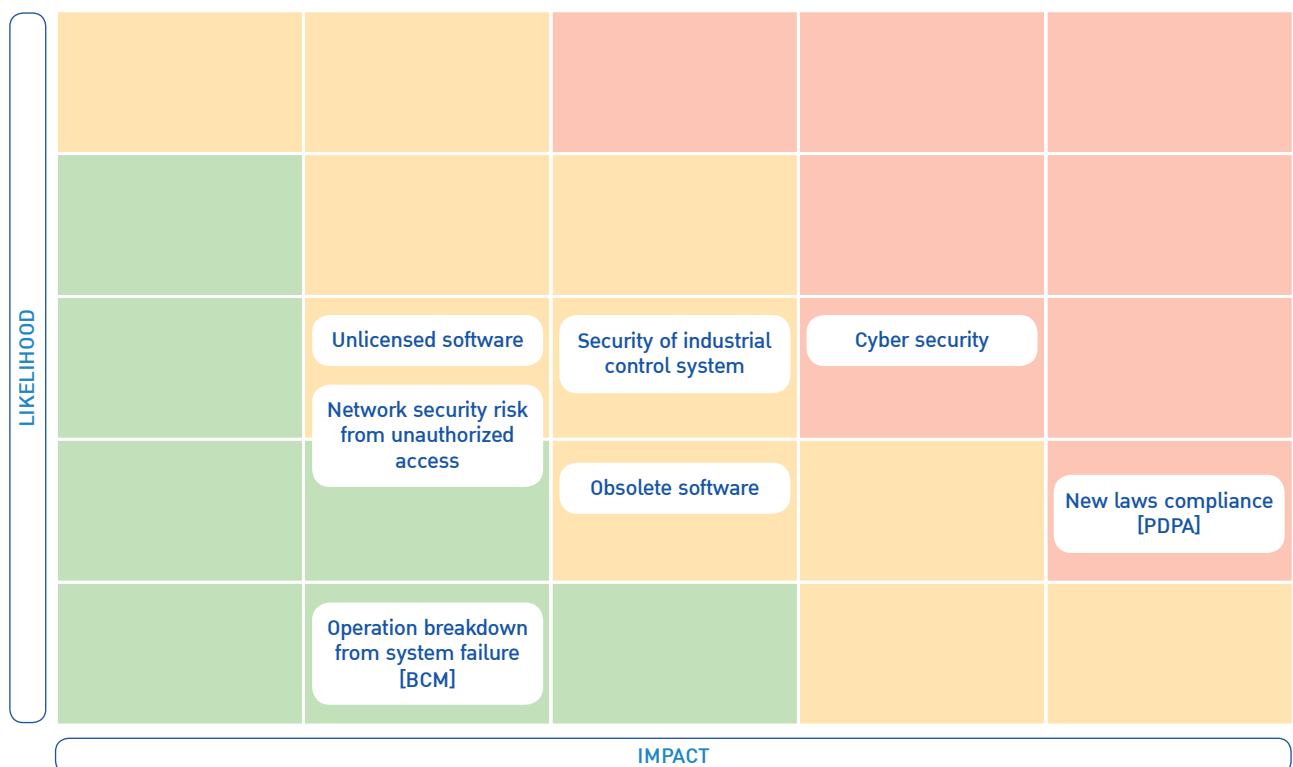 LIKELIHOOD
Unlicensed software
Security of industrial
control system
Cyber security
Network security risk
from unauthorized
access
Obsolete software
New laws compliance
[PDPA]
Operation breakdown
from system failure
[BCM]
IMPACT